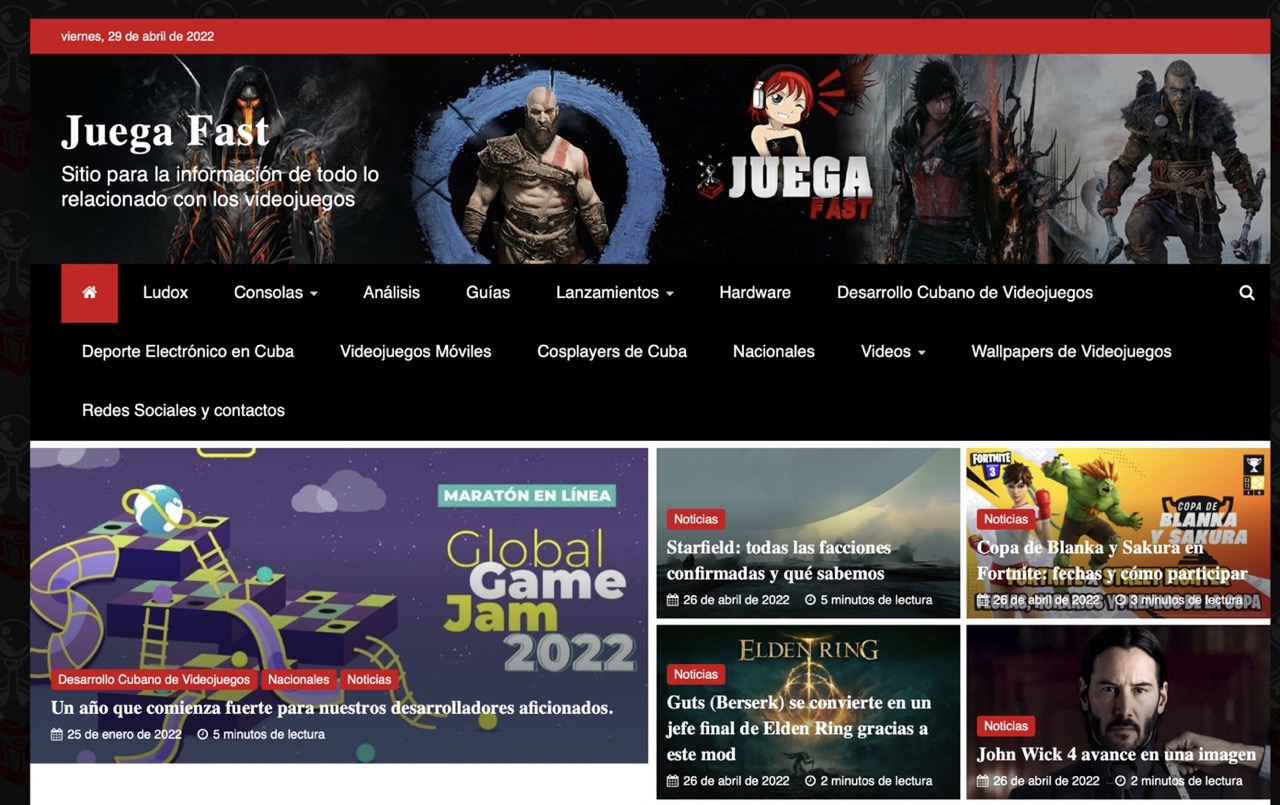 viernes, 29 de abril de 2022
Juega Fast
Sitio para la información de todo lo
relacionado con los videojuegos
JUEGA
FAST
Ludox
Consolas
Análisis
Guías
Lanzamientos
Hardware
Desarrollo Cubano de Videojuegos
Deporte Electrónico en Cuba
Videojuegos Móviles
Cosplayers de Cuba
Nacionales
Videos
Wallpapers de Videojuegos
Redes Sociales y contactos
MARATÓN EN LÍNEA
Global
Game
Jam
2022
Desarrollo Cubano de Videojuegos
Nacionales
Noticias
Un año que comienza fuerte para nuestros desarrolladores aficionados.
25 de enero de 2022
5 minutos de lectura
Noticias
Starfield: todas las facciones
confirmadas y qué sabemos
26 de abril de 2022
5 minutos de lectura
FORTNITE
3
COPA DE
BLANKA
Y SAKURA
Noticias
Copa de Blanka y Sakura en
Fortnite: fechas y cómo participar
26 de abril de 2022
3 minutos de lectura
ELDEN RING
Noticias
Guts (Berserk) se convierte en un
jefe final de Elden Ring gracias a
este mod
26 de abril de 2022
2 minutos de lectura
Noticias
John Wick 4 avance en una imagen
26 de abril de 2022
2 minutos de lectura